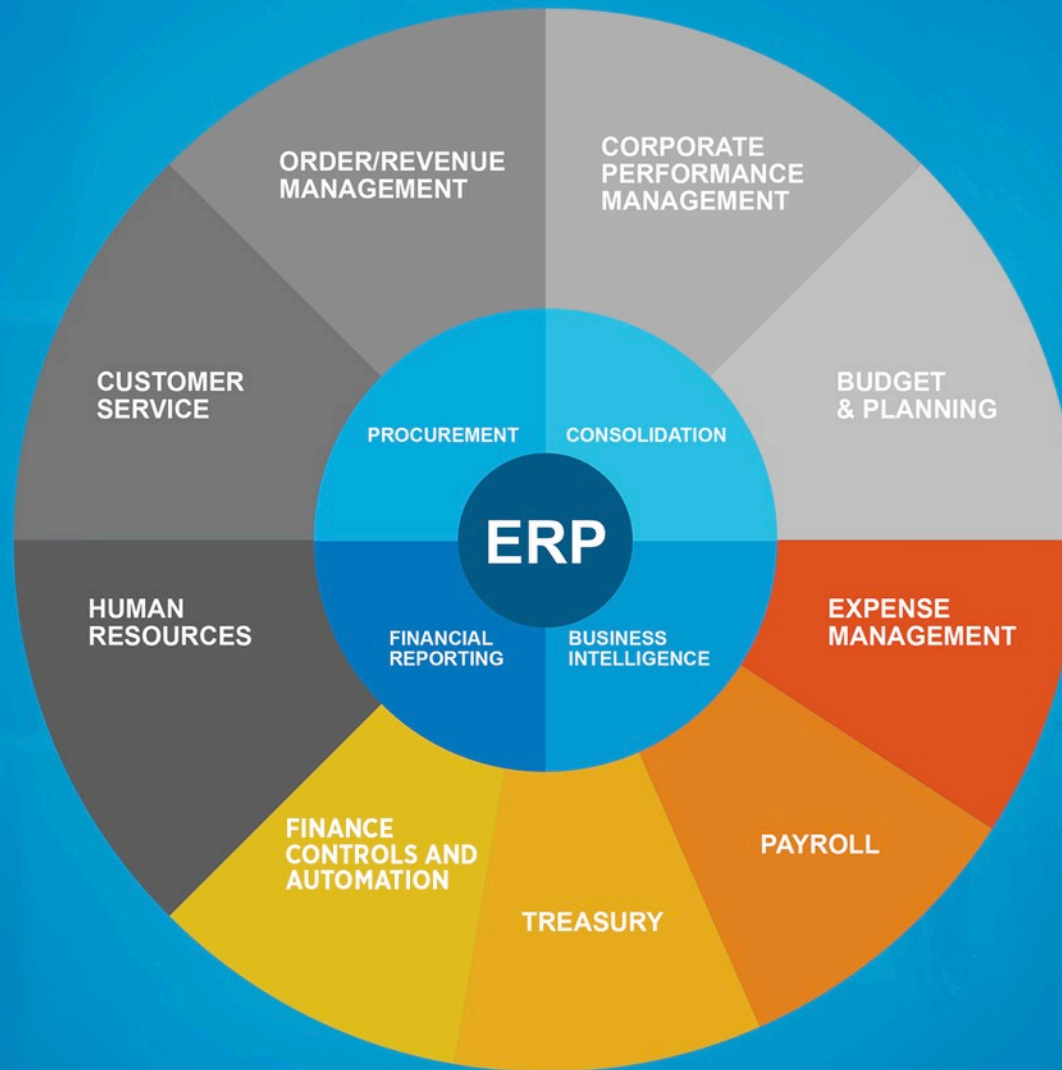 ORDER/REVENUE
MANAGEMENT
CORPORATE
PERFORMANCE
MANAGEMENT
CUSTOMER
SERVICE
BUDGET
& PLANNING
PROCUREMENT
CONSOLIDATION
ERP
HUMAN
RESOURCES
FINANCIAL
REPORTING
BUSINESS
INTELLIGENCE
EXPENSE
MANAGEMENT
FINANCE
CONTROLS AND
AUTOMATION
TREASURY
PAYROLL